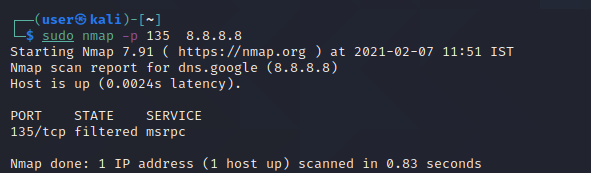 ┌──(user㉿kali)-[~]
└─$ sudo nmap -p 135  8.8.8.8
Starting Nmap 7.91 ( https://nmap.org ) at 2021-02-07 11:51 IST
Nmap scan report for dns.google (8.8.8.8)
Host is up (0.0024s latency).

PORT    STATE    SERVICE
135/tcp filtered msrpc

Nmap done: 1 IP address (1 host up) scanned in 0.83 seconds